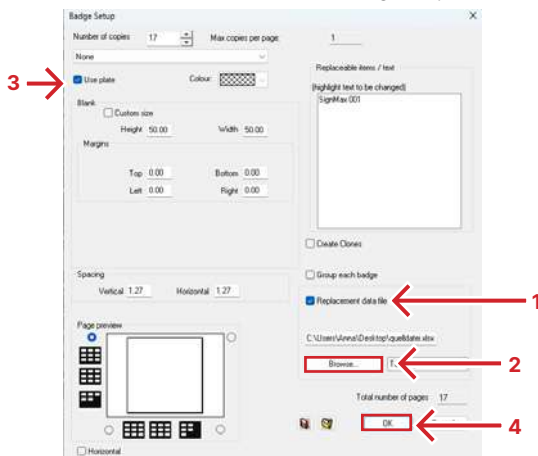 Badge Setup
Number of copies 17 Max copies per page: 1
None
3
Use plate Colour:
Replaceable items / text
(highlight text to be changed)
SignMax 001
Blank
Custom size
Height 50.00 Width 50.00
Margins
Top 0.00 Bottom 0.00
Left 0.00 Right 0.00
Create Clones
Group each badge
Spacing
Vertical 1.27 Horizontal 1.27
Replacement data file
1
Page preview
C:\Users\Anna\Desktop\quelldaten.xlsx
Browse...
2
Total number of pages 17
OK
4
Horizontal